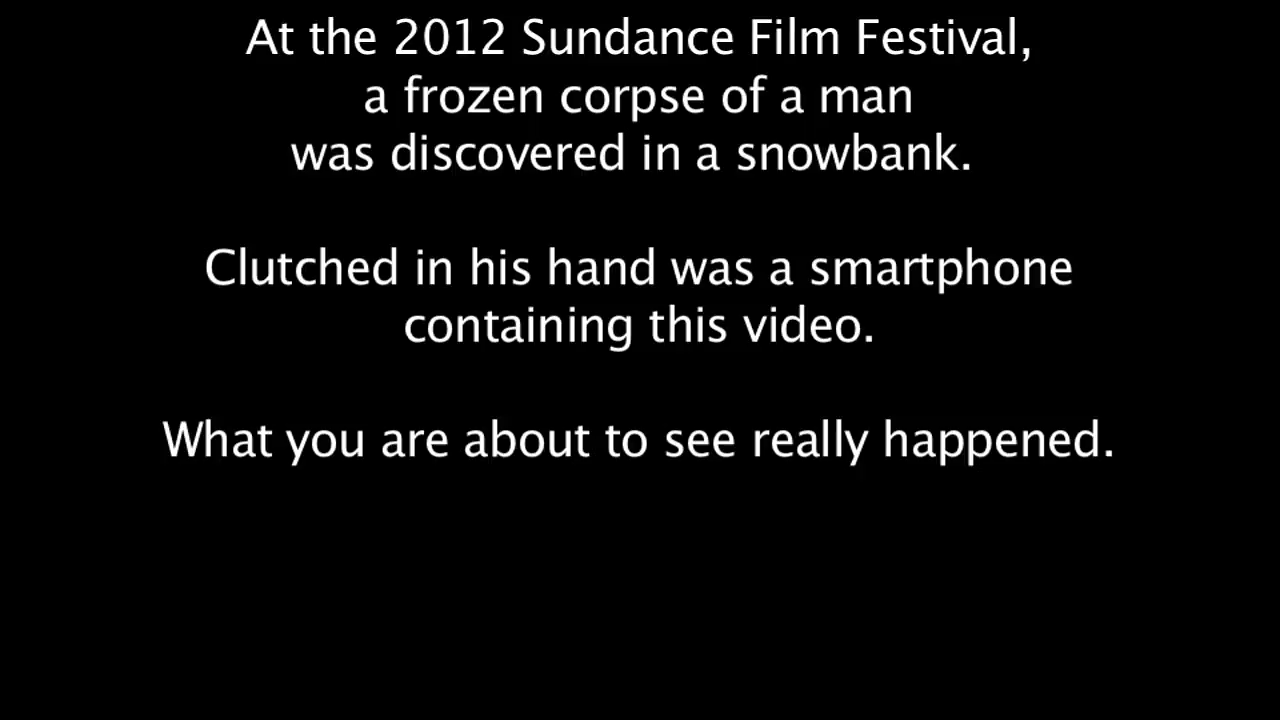 At the 2012 Sundance Film Festival,
a frozen corpse of a man
was discovered in a snowbank.
Clutched in his hand was a smartphone
containing this video.
What you are about to see really happened.